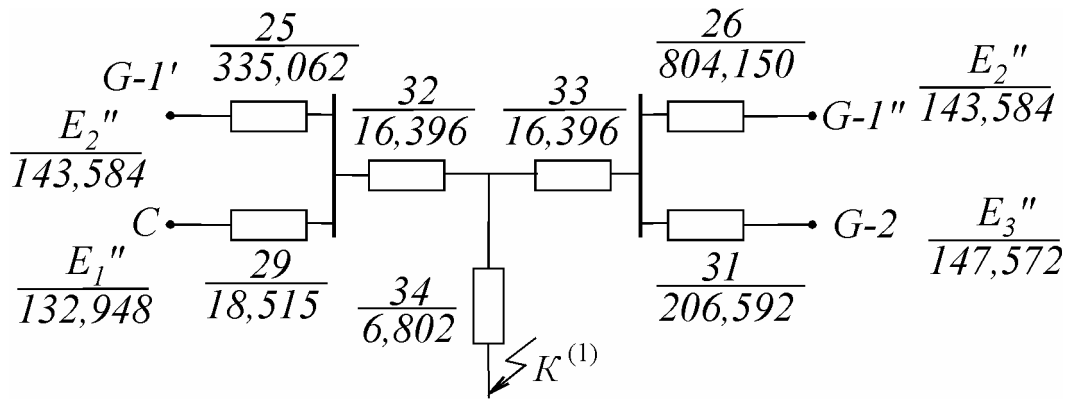 25
335,062
G-1'
E₂"
143,584
32
16,396
33
16,396
26
804,150
G-1"
E₂"
143,584
C
E₁"
132,948
29
18,515
34
6,802
K⁽¹⁾
31
206,592
G-2
E₃"
147,572